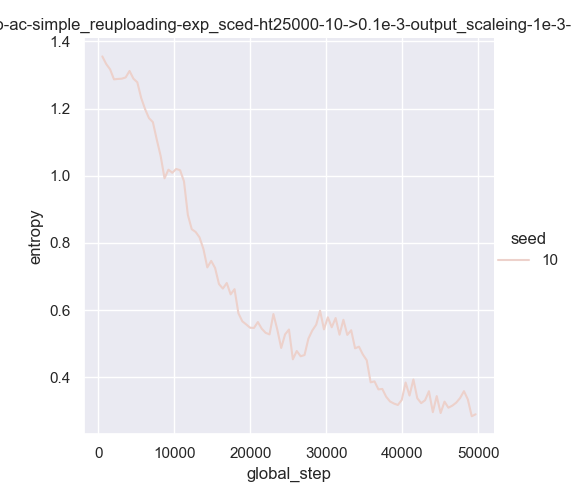 o-ac-simple_reuploading-exp_sced-ht25000-10->0.1e-3-output_scaleing-1e-3-
1.4
1.2
1.0
0.8
0.6
0.4
entropy
0 10000 20000 30000 40000 50000
global_step
seed
10